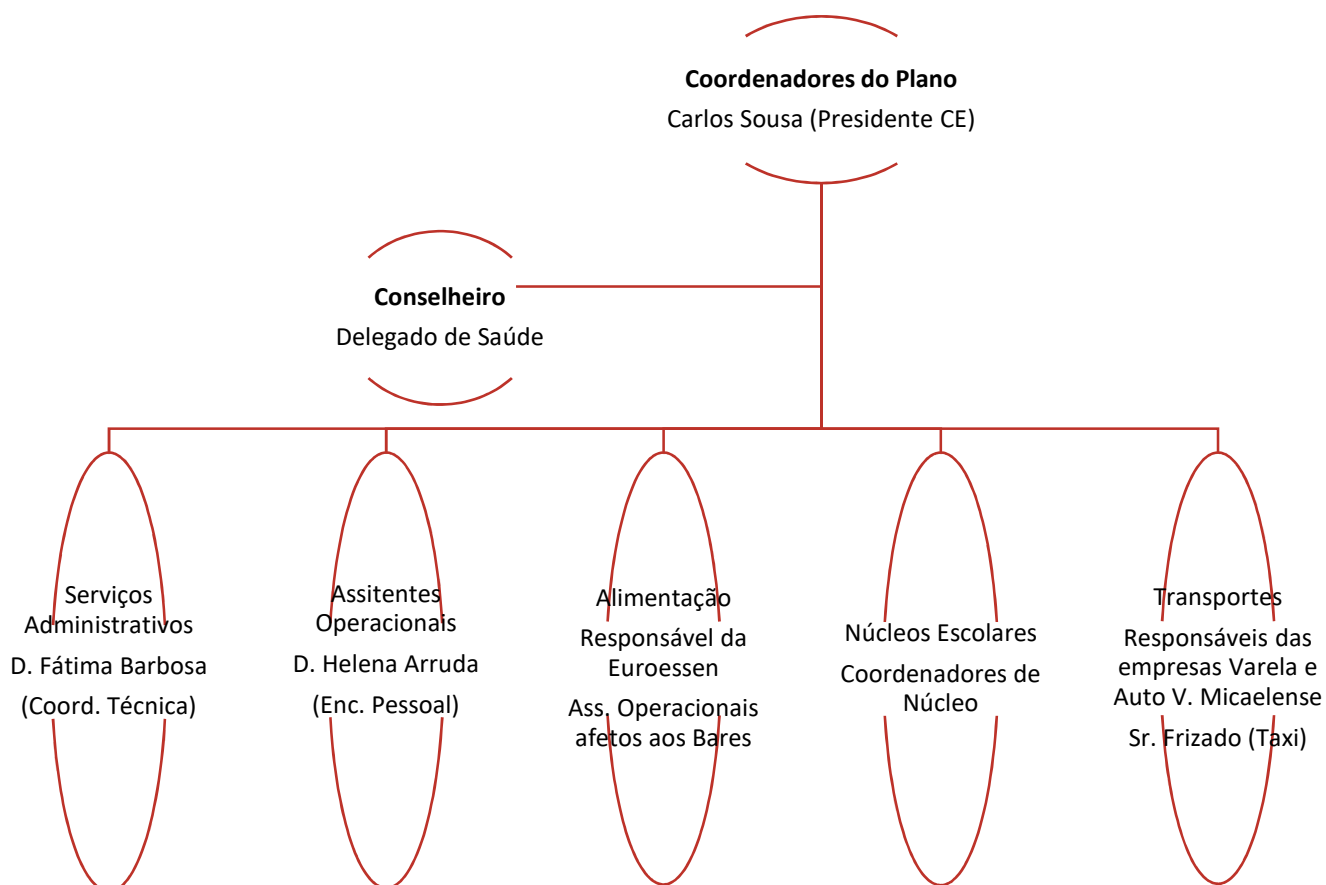 Coordenadores do Plano
Carlos Sousa (Presidente CE)
Conselheiro
Delegado de Saúde
Serviços
Administrativos
D. Fátima Barbosa
(Coord. Técnica)
Assitentes
Operacionais
D. Helena Arruda
(Enc. Pessoal)
Alimentação
Responsável da
Euroessen
Ass. Operacionais
afetos aos Bares
Núcleos Escolares
Coordenadores de
Núcleo
Transportes
Responsáveis das
empresas Varela e
Auto V. Micaelense
Sr. Frizado (Taxi)